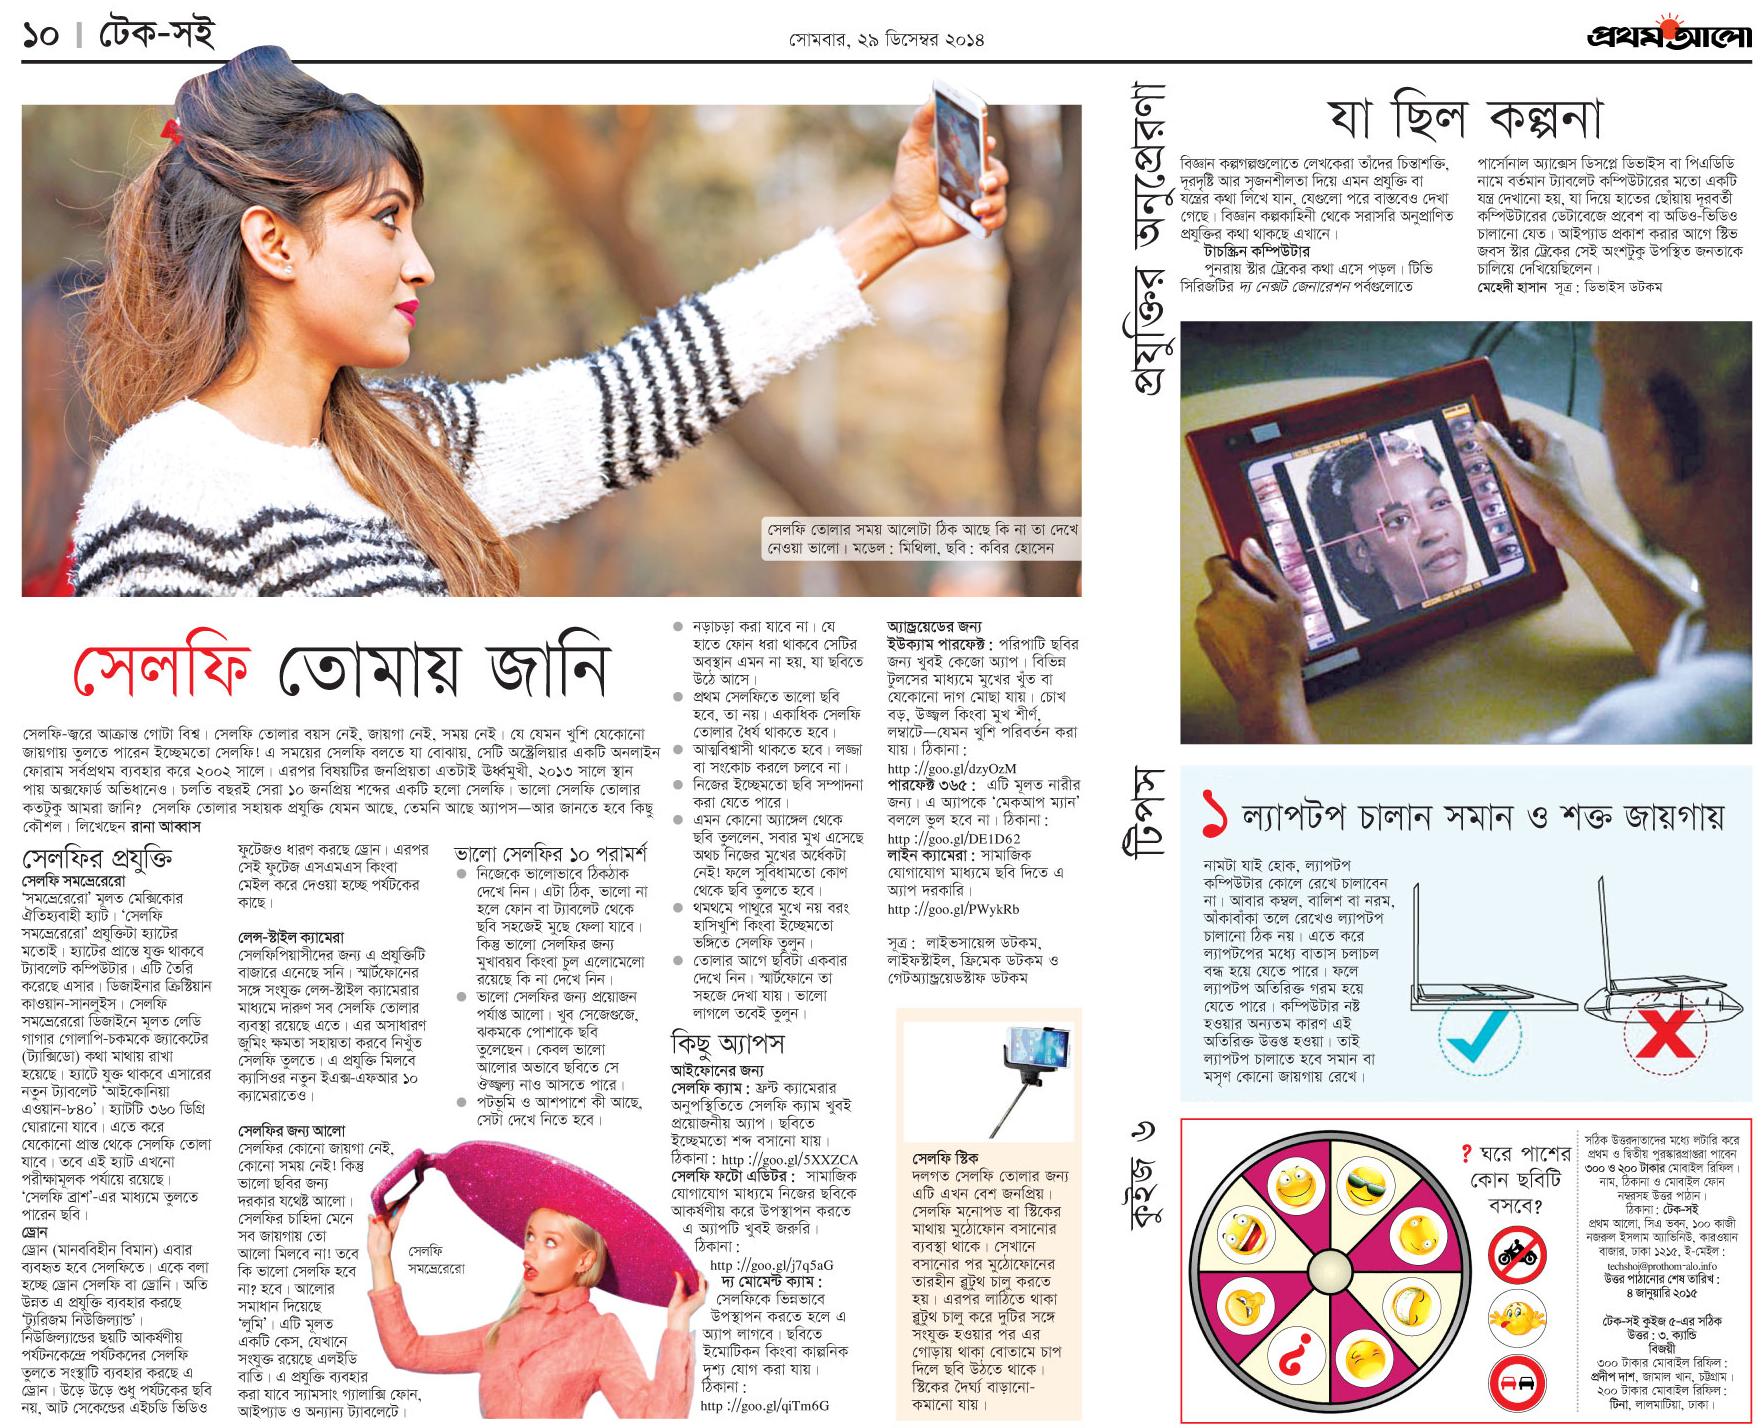 ১০ | টেক-সই
সোমবার, ২৯ ডিসেম্বর ২০১৪
প্রথম আলো
সেলফি তোলার সময় আলোটা ঠিক আছে কি না তা দেখে
নেওয়া ভালো। মডেল : মিথিলা, ছবি : কবির হোসেন
সেলফি তোমায় জানি
সেলফি-জ্বরে আক্রান্ত গোটা বিশ্ব। সেলফি তোলার বয়স নেই, জায়গা নেই, সময় নেই। যে যেমন খুশি যেকোনো
জায়গায় তুলতে পারেন ইচ্ছেমতো সেলফি! এ সময়ের সেলফি বলতে যা বোঝায়, সেটি অস্ট্রেলিয়ার একটি অনলাইন
ফোরাম সর্বপ্রথম ব্যবহার করে ২০০২ সালে। এরপর বিষয়টির জনপ্রিয়তা এতটাই ঊর্ধ্বমুখী, ২০১৩ সালে স্থান
পায় অক্সফোর্ড অভিধানেও। চলতি বছরই সেরা ১০ জনপ্রিয় শব্দের একটি হলো সেলফি। ভালো সেলফি তোলার
কতটুকু আমরা জানি? সেলফি তোলার সহায়ক প্রযুক্তি যেমন আছে, তেমনি আছে অ্যাপস—আর জানতে হবে কিছু
কৌশল। লিখেছেন রানা আব্বাস
সেলফির প্রযুক্তি
সেলফি সমব্রেরো
‘সমব্রেরো’ মূলত মেক্সিকোর
ঐতিহ্যবাহী হ্যাট। ‘সেলফি
সমব্রেরো’ প্রযুক্তিটা হ্যাটের
মতোই। হ্যাটের প্রান্তে যুক্ত থাকবে
ট্যাবলেট কম্পিউটার। এটি তৈরি
করেছে এসার। ডিজাইনার ক্রিস্টিয়ান
কাওয়ান-সানলুইস। সেলফি
সমব্রেরো ডিজাইনে মূলত লেডি
গাগার গোলাপি-চকমকে জ্যাকেটের
(ট্যাক্সিডো) কথা মাথায় রাখা
হয়েছে। হ্যাটে যুক্ত থাকবে এসারের
নতুন ট্যাবলেট ‘আইকোনিয়া
এওয়ান-৮৪০’। হ্যাটটি ৩৬০ ডিগ্রি
ঘোরানো যাবে। এতে করে
যেকোনো প্রান্ত থেকে সেলফি তোলা
যাবে। তবে এই হ্যাট এখনো
পরীক্ষামূলক পর্যায়ে রয়েছে।
‘সেলফি ব্রাশ’-এর মাধ্যমে তুলতে
পারেন ছবি।
ড্রোন
ড্রোন (মানববিহীন বিমান) এবার
ব্যবহৃত হবে সেলফিতে। একে বলা
হচ্ছে ড্রোন সেলফি বা ড্রোনি। অতি
উন্নত এ প্রযুক্তি ব্যবহার করছে
‘ট্যুরিজম নিউজিল্যান্ড’।
নিউজিল্যান্ডের ছয়টি আকর্ষণীয়
পর্যটনকেন্দ্রে পর্যটকদের সেলফি
তুলতে সংস্থাটি ব্যবহার করছে এ
ড্রোন। উড়ে উড়ে শুধু পর্যটকের ছবি
নয়, আট সেকেন্ডের এইচডি ভিডিও
ফুটেজও ধারণ করছে ড্রোন। এরপর
সেই ফুটেজ এসএমএস কিংবা
মেইল করে দেওয়া হচ্ছে পর্যটকের
কাছে।
লেন্স-স্টাইল ক্যামেরা
সেলফিপিয়াসীদের জন্য এ প্রযুক্তিটি
বাজারে এনেছে সনি। স্মার্টফোনের
সঙ্গে সংযুক্ত লেন্স-স্টাইল ক্যামেরার
মাধ্যমে দারুণ সব সেলফি তোলার
ব্যবস্থা রয়েছে এতে। এর অসাধারণ
জুমিং ক্ষমতা সহায়তা করবে নিখুঁত
সেলফি তুলতে। এ প্রযুক্তি মিলবে
ক্যাসিওর নতুন ইএক্স-এফআর ১০
ক্যামেরাতেও।
সেলফির জন্য আলো
সেলফির কোনো জায়গা নেই,
কোনো সময় নেই! কিন্তু
ভালো ছবির জন্য
দরকার যথেষ্ট আলো।
সেলফির চাহিদা মেনে
সব জায়গায় তো
আলো মিলবে না! তবে
কি ভালো সেলফি হবে
না? হবে। আলোর
সমাধান দিয়েছে
‘লুমি’। এটি মূলত
একটি কেস, যেখানে
সংযুক্ত রয়েছে এলইডি
বাতি। এ প্রযুক্তি ব্যবহার
করা যাবে স্যামসাং গ্যালাক্সি ফোন,
আইপ্যাড ও অন্যান্য ট্যাবলেটে।
সেলফি
সমব্রেরো
ভালো সেলফির ১০ পরামর্শ
● নিজেকে ভালোভাবে ঠিকঠাক
দেখে নিন। এটা ঠিক, ভালো না
হলে ফোন বা ট্যাবলেট থেকে
ছবি সহজেই মুছে ফেলা যাবে।
কিন্তু ভালো সেলফির জন্য
মুখাবয়ব কিংবা চুল এলোমেলো
রয়েছে কি না দেখে নিন।
● ভালো সেলফির জন্য প্রয়োজন
পর্যাপ্ত আলো। খুব সেজেগুজে,
ঝকমকে পোশাকে ছবি
তুলেছেন। কেবল ভালো
আলোর অভাবে ছবিতে সে
ঔজ্জ্বল্য নাও আসতে পারে।
● পটভূমি ও আশপাশে কী আছে,
সেটা দেখে নিতে হবে।
● নড়াচড়া করা যাবে না। যে
হাতে ফোন ধরা থাকবে সেটির
অবস্থান এমন না হয়, যা ছবিতে
উঠে আসে।
● প্রথম সেলফিতে ভালো ছবি
হবে, তা নয়। একাধিক সেলফি
তোলার ধৈর্য থাকতে হবে।
● আত্মবিশ্বাসী থাকতে হবে। লজ্জা
বা সংকোচ করলে চলবে না।
● নিজের ইচ্ছেমতো ছবি সম্পাদনা
করা যেতে পারে।
● এমন কোনো অ্যাঙ্গেল থেকে
ছবি তুললেন, সবার মুখ এসেছে
অথচ নিজের মুখের অর্ধেকটা
নেই! ফলে সুবিধামতো কোণ
থেকে ছবি তুলতে হবে।
● থমথমে পাথুরে মুখে নয় বরং
হাসিখুশি কিংবা ইচ্ছেমতো
ভঙ্গিতে সেলফি তুলুন।
● তোলার আগে ছবিটা একবার
দেখে নিন। স্মার্টফোনে তা
সহজে দেখা যায়। ভালো
লাগলে তবেই তুলুন।
কিছু অ্যাপস
আইফোনের জন্য
সেলফি ক্যাম : ফ্রন্ট ক্যামেরার
অনুপস্থিতিতে সেলফি ক্যাম খুবই
প্রয়োজনীয় অ্যাপ। ছবিতে
ইচ্ছেমতো শব্দ বসানো যায়।
ঠিকানা : http ://goo.gl/5XXZCA
সেলফি ফটো এডিটর : সামাজিক
যোগাযোগ মাধ্যমে নিজের ছবিকে
আকর্ষণীয় করে উপস্থাপন করতে
এ অ্যাপটি খুবই জরুরি।
ঠিকানা :
http ://goo.gl/j7q5aG
দ্য মোমেন্ট ক্যাম :
সেলফিকে ভিন্নভাবে
উপস্থাপন করতে হলে এ
অ্যাপ লাগবে। ছবিতে
ইমোটিকন কিংবা কাল্পনিক
দৃশ্য যোগ করা যায়।
ঠিকানা :
http ://goo.gl/qiTm6G
অ্যান্ড্রয়েডের জন্য
ইউক্যাম পারফেক্ট : পরিপাটি ছবির
জন্য খুবই কেজো অ্যাপ। বিভিন্ন
টুলসের মাধ্যমে মুখের খুঁত বা
যেকোনো দাগ মোছা যায়। চোখ
বড়, উজ্জ্বল কিংবা মুখ শীর্ণ,
লম্বাটে—যেমন খুশি পরিবর্তন করা
যায়। ঠিকানা :
http ://goo.gl/dzyOzM
পারফেক্ট ৩৬৫ : এটি মূলত নারীর
জন্য। এ অ্যাপকে ‘মেকআপ ম্যান’
বললে ভুল হবে না। ঠিকানা :
http ://goo.gl/DE1D62
লাইন ক্যামেরা : সামাজিক
যোগাযোগ মাধ্যমে ছবি দিতে এ
অ্যাপ দরকারি।
http ://goo.gl/PWykRb
সূত্র : লাইভসায়েন্স ডটকম,
লাইফস্টাইল, ফ্রিমেক ডটকম ও
গেটঅ্যান্ড্রয়েডস্টাফ ডটকম
সেলফি স্টিক
দলগত সেলফি তোলার জন্য
এটি এখন বেশ জনপ্রিয়।
সেলফি মনোপড বা স্টিকের
মাথায় মুঠোফোন বসানোর
ব্যবস্থা থাকে। সেখানে
বসানোর পর মুঠোফোনের
তারহীন ব্লুটুথ চালু করতে
হয়। এরপর লাঠিতে থাকা
ব্লুটুথ চালু করে দুটির সঙ্গে
সংযুক্ত হওয়ার পর এর
গোড়ায় থাকা বোতামে চাপ
দিলে ছবি উঠতে থাকে।
স্টিকের দৈর্ঘ্য বাড়ানো-
কমানো যায়।
প্রযুক্তির অনুপ্রেরণা
যা ছিল কল্পনা
বিজ্ঞান কল্পগল্পগুলোতে লেখকেরা তাঁদের চিন্তাশক্তি,
দূরদৃষ্টি আর সৃজনশীলতা দিয়ে এমন প্রযুক্তি বা
যন্ত্রের কথা লিখে যান, যেগুলো পরে বাস্তবেও দেখা
গেছে। বিজ্ঞান কল্পকাহিনী থেকে সরাসরি অনুপ্রাণিত
প্রযুক্তির কথা থাকছে এখানে।
টাচস্ক্রিন কম্পিউটার
পুনরায় স্টার ট্রেকের কথা এসে পড়ল। টিভি
সিরিজটির দ্য নেক্সট জেনারেশন পর্বগুলোতে
পার্সোনাল অ্যাক্সেস ডিসপ্লে ডিভাইস বা পিএডিডি
নামে বর্তমান ট্যাবলেট কম্পিউটারের মতো একটি
যন্ত্র দেখানো হয়, যা দিয়ে হাতের ছোঁয়ায় দূরবর্তী
কম্পিউটারের ডেটাবেজে প্রবেশ বা অডিও-ভিডিও
চালানো যেত। আইপ্যাড প্রকাশ করার আগে স্টিভ
জবস স্টার ট্রেকের সেই অংশটুকু উপস্থিত জনতাকে
চালিয়ে দেখিয়েছিলেন।
মেহেদী হাসান সূত্র : ডিভাইস ডটকম
টিপস
১ ল্যাপটপ চালান সমান ও শক্ত জায়গায়
নামটা যাই হোক, ল্যাপটপ
কম্পিউটার কোলে রেখে চালাবেন
না। আবার কম্বল, বালিশ বা নরম,
আঁকাবাঁকা তলে রেখেও ল্যাপটপ
চালানো ঠিক নয়। এতে করে
ল্যাপটপের মধ্যে বাতাস চলাচল
বন্ধ হয়ে যেতে পারে। ফলে
ল্যাপটপ অতিরিক্ত গরম হয়ে
যেতে পারে। কম্পিউটার নষ্ট
হওয়ার অন্যতম কারণ এই
অতিরিক্ত উত্তপ্ত হওয়া। তাই
ল্যাপটপ চালাতে হবে সমান বা
মসৃণ কোনো জায়গায় রেখে।
কুইজ ৬
?
? ঘরে পাশের
কোন ছবিটি
বসবে?
সঠিক উত্তরদাতাদের মধ্যে লটারি করে
প্রথম ও দ্বিতীয় পুরস্কারপ্রাপ্তরা পাবেন
৩০০ ও ২০০ টাকার মোবাইল রিফিল।
নাম, ঠিকানা ও মোবাইল ফোন
নম্বরসহ উত্তর পাঠান।
ঠিকানা : টেক-সই
প্রথম আলো, সিএ ভবন, ১০০ কাজী
নজরুল ইসলাম অ্যাভিনিউ, কারওয়ান
বাজার, ঢাকা ১২১৫, ই-মেইল :
techshoi@prothom-alo.info
উত্তর পাঠানোর শেষ তারিখ :
৪ জানুয়ারি ২০১৫
টেক-সই কুইজ ৫-এর সঠিক
উত্তর : ৩. ক্যান্ডি
বিজয়ী
৩০০ টাকার মোবাইল রিফিল :
প্রদীপ দাশ, জামাল খান, চট্টগ্রাম।
২০০ টাকার মোবাইল রিফিল :
টিনা, লালমাটিয়া, ঢাকা।